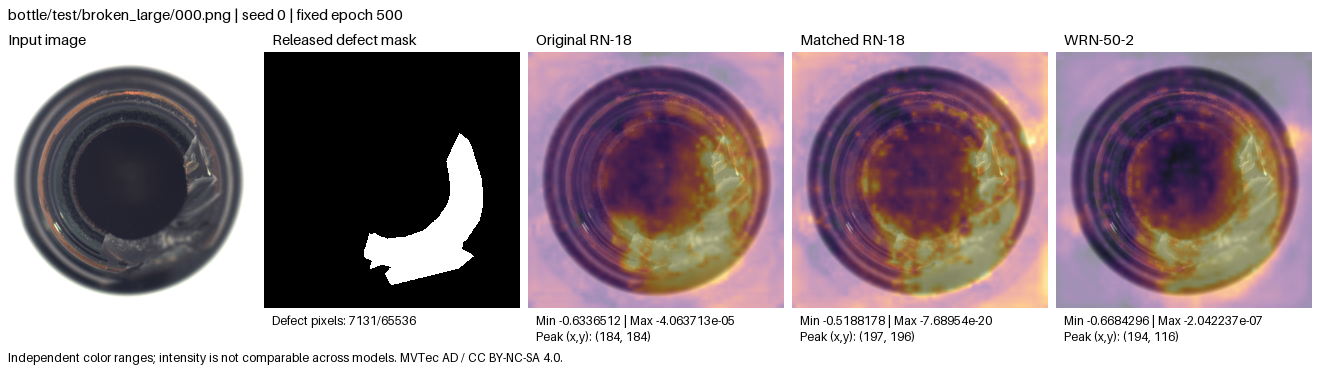 bottle/test/broken_large/000.png | seed 0 | fixed epoch 500
Input image
Released defect mask
Original RN-18
Matched RN-18
WRN-50-2
Defect pixels: 7131/65536
Min -0.6336512 | Max -4.063713e-05
Peak (x,y): (184, 184)
Min -0.5188178 | Max -7.68954e-20
Peak (x,y): (197, 196)
Min -0.6684296 | Max -2.042237e-07
Peak (x,y): (194, 116)
Independent color ranges; intensity is not comparable across models. MVTec AD / CC BY-NC-SA 4.0.